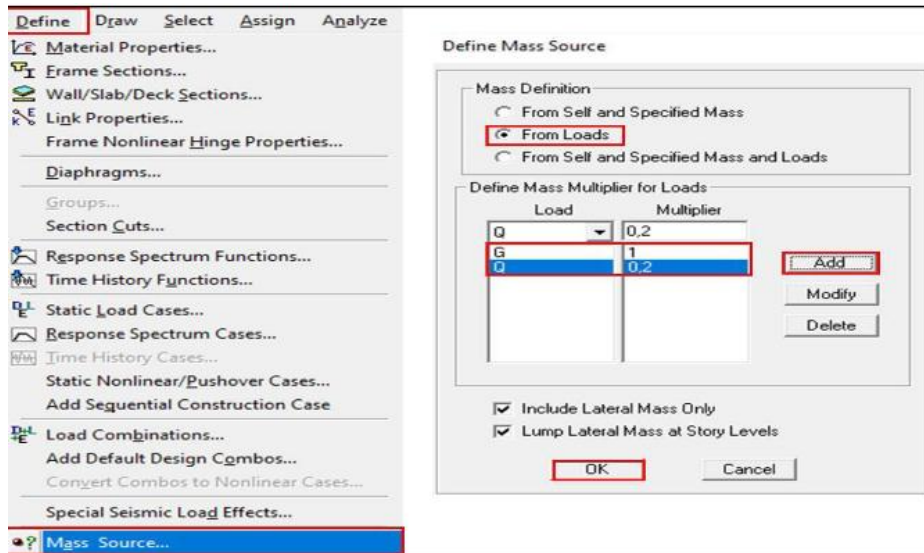 Define Draw Select Assign Analyze
Material Properties...
Frame Sections...
Wall/Slab/Deck Sections...
Link Properties...
Frame Nonlinear Hinge Properties...
Diaphragms...
Groups...
Section Cuts...
Response Spectrum Functions...
Time History Functions...
Static Load Cases...
Response Spectrum Cases...
Time History Cases...
Static Nonlinear/Pushover Cases...
Add Sequential Construction Case
Load Combinations...
Add Default Design Combos...
Convert Combos to Nonlinear Cases...
Special Seismic Load Effects...
Mass Source...
Define Mass Source
Mass Definition
From Self and Specified Mass
From Loads
From Self and Specified Mass and Loads
Define Mass Multiplier for Loads
Load Multiplier
Q 0,2
G 1
Q 0,2
Add
Modify
Delete
Include Lateral Mass Only
Lump Lateral Mass at Story Levels
OK Cancel